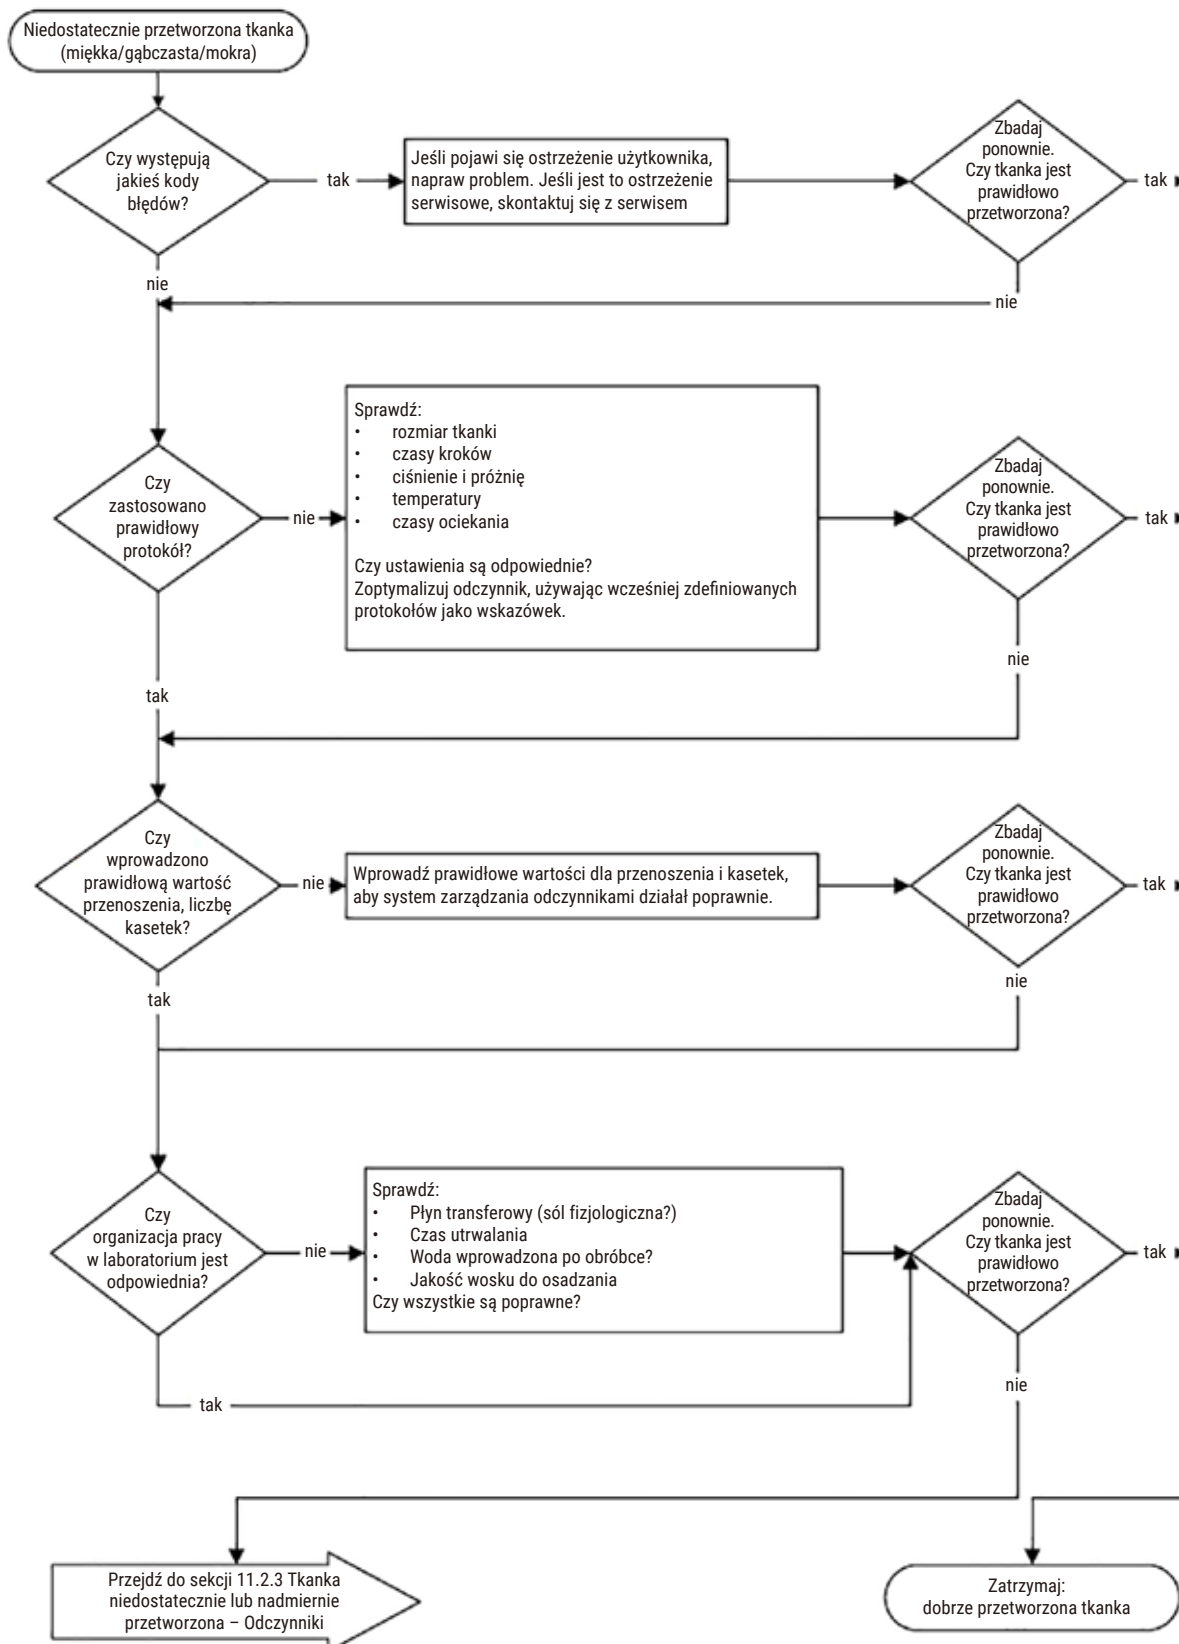 Niedostatecznie przetworzona tkanka
(miękka/gąbczasta/mokra)
Czy występują
jakieś kody
błędów?
tak
Jeśli pojawi się ostrzeżenie użytkownika,
napraw problem. Jeśli jest to ostrzeżenie
serwisowe, skontaktuj się z serwisem
Zbadaj
ponownie.
Czy tkanka jest
prawidłowo
przetworzona?
tak
nie
nie
Czy
zastosowano
prawidłowy
protokół?
nie
Sprawdź:
• rozmiar tkanki
• czasy kroków
• ciśnienie i próżnię
• temperatury
• czasy ociekania
Czy ustawienia są odpowiednie?
Zoptymalizuj odczynnik, używając wcześniej zdefiniowanych
protokołów jako wskazówek.
Zbadaj
ponownie.
Czy tkanka jest
prawidłowo
przetworzona?
tak
nie
tak
Czy
wprowadzono
prawidłową wartość
przenoszenia, liczbę
kasetek?
nie
Wprowadź prawidłowe wartości dla przenoszenia i kasetek,
aby system zarządzania odczynnikami działał poprawnie.
Zbadaj
ponownie.
Czy tkanka jest
prawidłowo
przetworzona?
tak
nie
tak
Czy
organizacja pracy
w laboratorium jest
odpowiednia?
nie
Sprawdź:
• Płyn transferowy (sól fizjologiczna?)
• Czas utrwalania
• Woda wprowadzona po obróbce?
• Jakość wosku do osadzania
Czy wszystkie są poprawne?
Zbadaj
ponownie.
Czy tkanka jest
prawidłowo
przetworzona?
tak
nie
tak
Przejdź do sekcji 11.2.3 Tkanka
niedostatecznie lub nadmiernie
przetworzona – Odczynniki
Zatrzymaj:
dobrze przetworzona tkanka